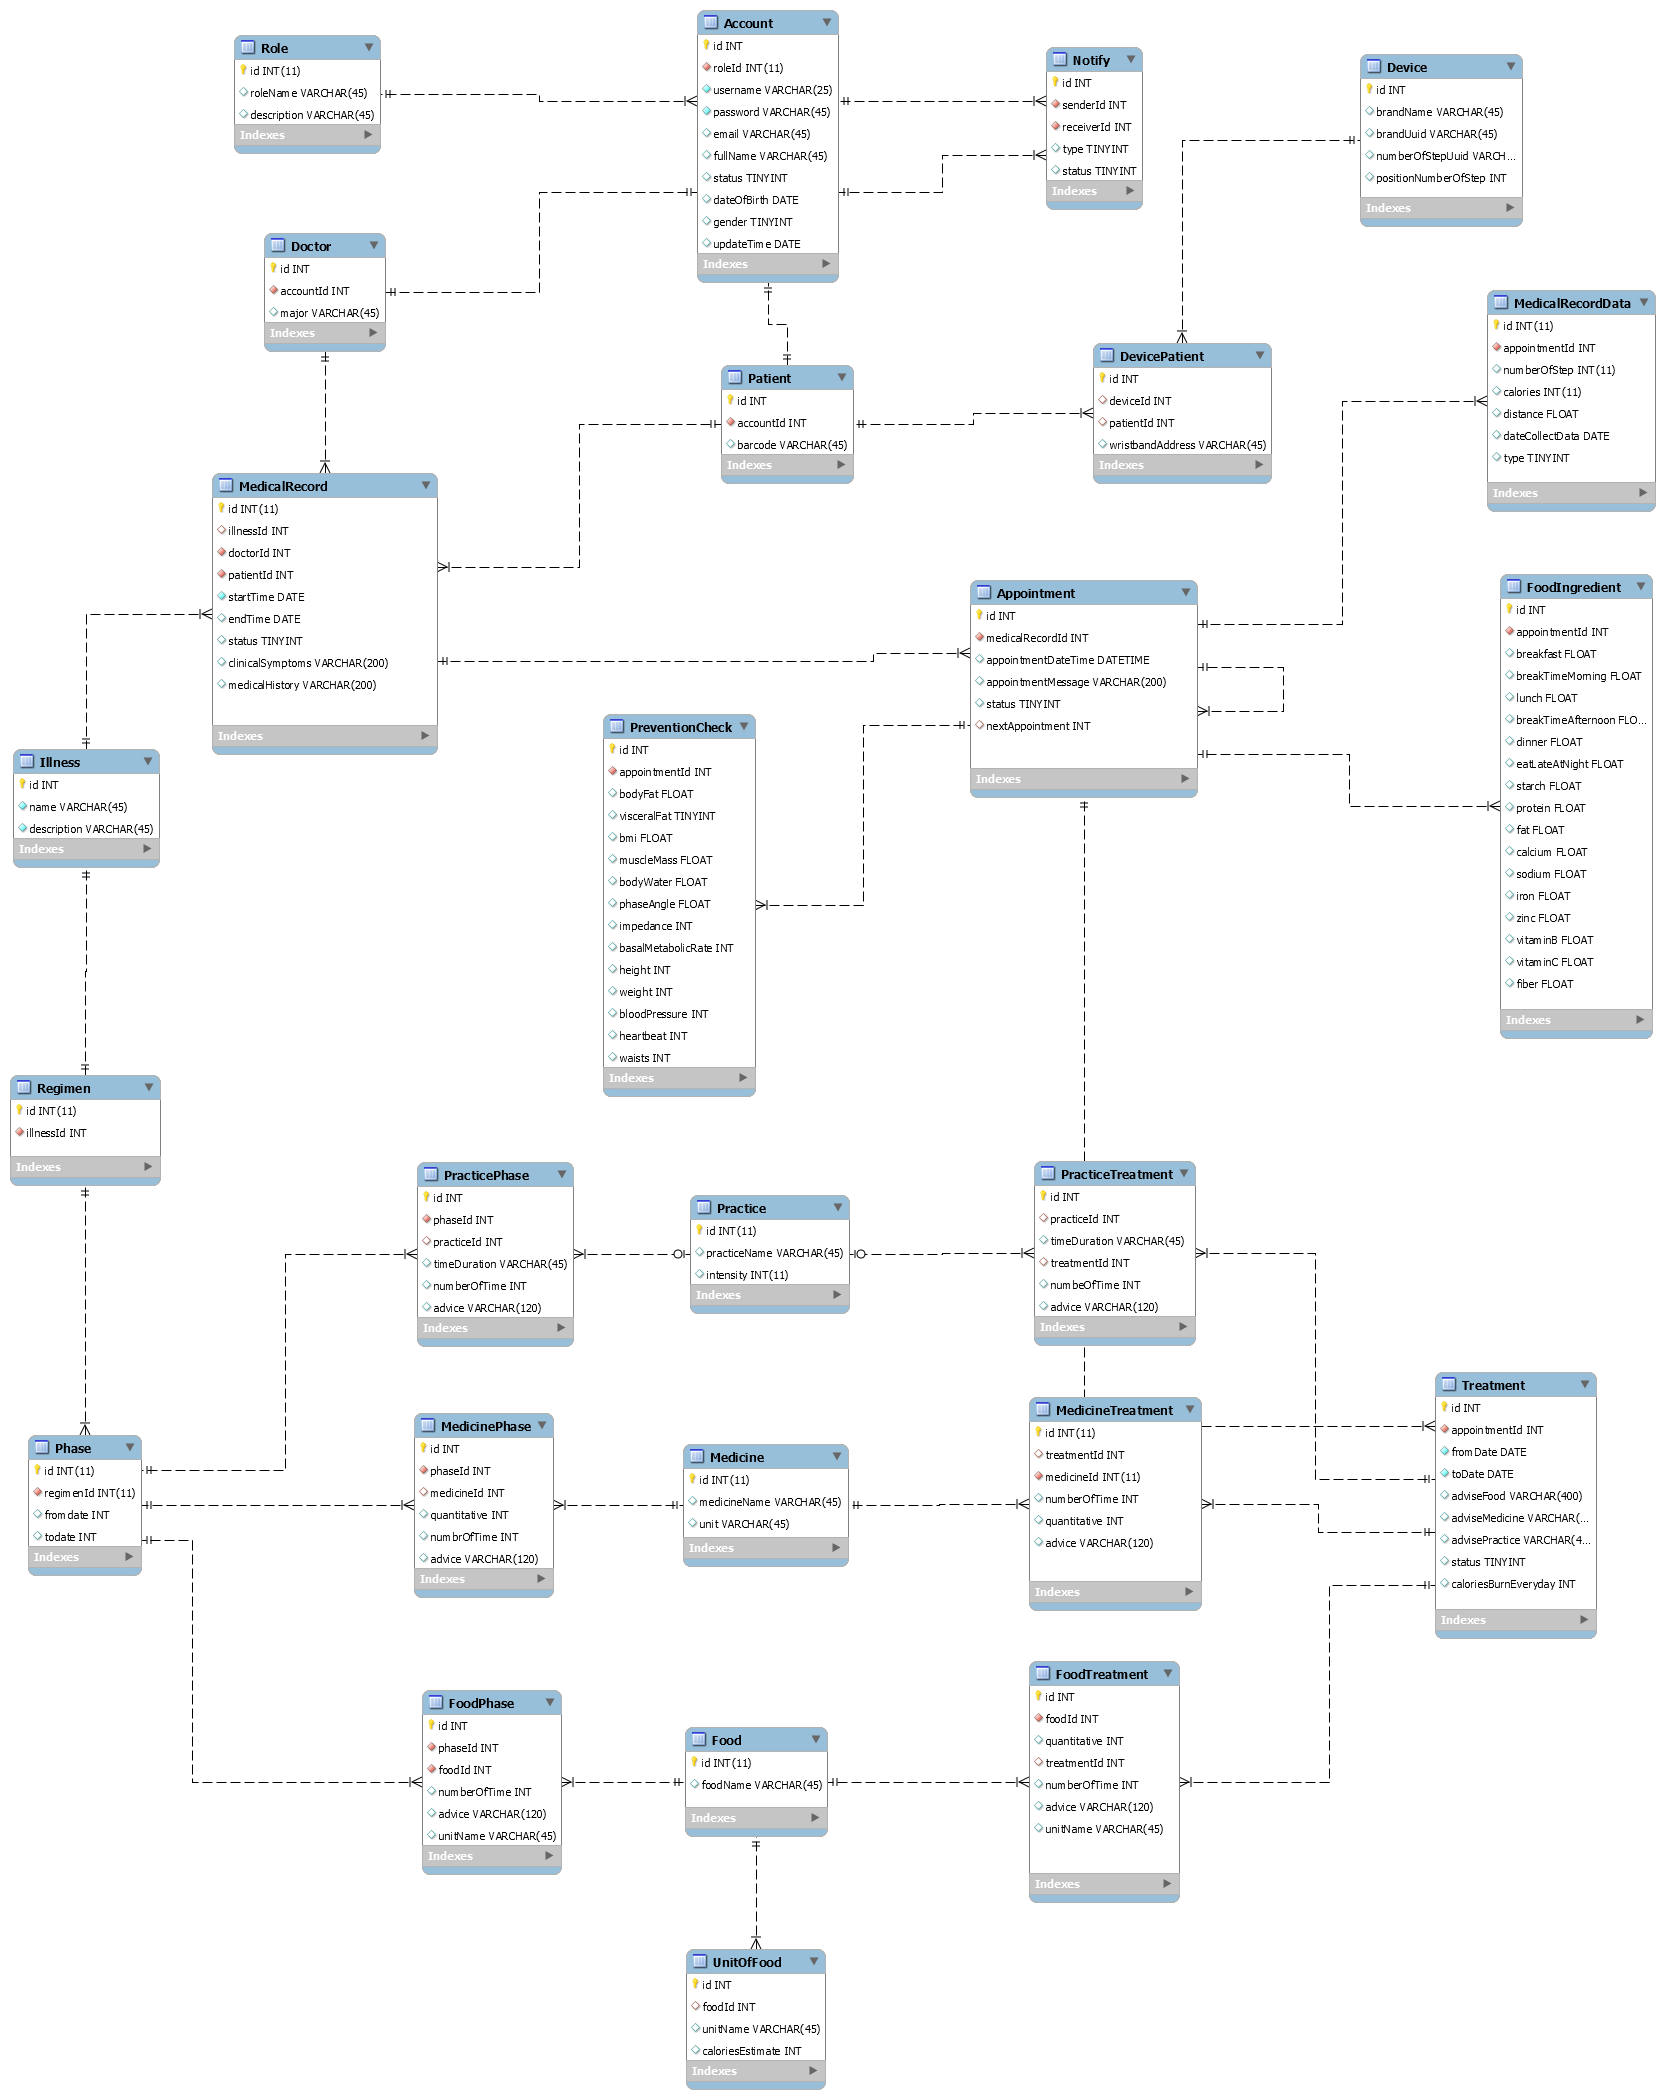 Role
id INT(11)
roleName VARCHAR(45)
description VARCHAR(45)
Indexes
Account
id INT
roleId INT(11)
username VARCHAR(25)
password VARCHAR(45)
email VARCHAR(45)
fullName VARCHAR(45)
status TINYINT
dateOfBirth DATE
gender TINYINT
updateTime DATE
Indexes
Notify
id INT
senderId INT
receiverId INT
type TINYINT
status TINYINT
Indexes
Device
id INT
brandName VARCHAR(45)
brandUuid VARCHAR(45)
numberOfStepUuid VARCH...
positionNumberOfStep INT
Indexes
Doctor
id INT
accountId INT
major VARCHAR(45)
Indexes
Patient
id INT
accountId INT
barcode VARCHAR(45)
Indexes
DevicePatient
id INT
deviceId INT
patientId INT
wristbandAddress VARCHAR(45)
Indexes
MedicalRecordData
id INT(11)
appointmentId INT
numberOfStep INT(11)
calories INT(11)
distance FLOAT
dateCollectData DATE
type TINYINT
Indexes
MedicalRecord
id INT(11)
illnessId INT
doctorId INT
patientId INT
startTime DATE
endTime DATE
status TINYINT
clinicalSymptoms VARCHAR(200)
medicalHistory VARCHAR(200)
Indexes
Appointment
id INT
medicalRecordId INT
appointmentDateTime DATETIME
appointmentMessage VARCHAR(200)
status TINYINT
nextAppointment INT
Indexes
FoodIngredient
id INT
appointmentId INT
breakfast FLOAT
breakTimeMorning FLOAT
lunch FLOAT
breakTimeAfternoon FLO...
dinner FLOAT
eatLateAtNight FLOAT
starch FLOAT
protein FLOAT
fat FLOAT
calcium FLOAT
sodium FLOAT
iron FLOAT
zinc FLOAT
vitaminB FLOAT
vitaminC FLOAT
fiber FLOAT
Indexes
PreventionCheck
id INT
appointmentId INT
bodyFat FLOAT
visceralFat TINYINT
bmi FLOAT
muscleMass FLOAT
bodyWater FLOAT
phaseAngle FLOAT
impedance INT
basalMetabolicRate INT
height INT
weight INT
bloodPressure INT
heartbeat INT
waists INT
Indexes
Illness
id INT
name VARCHAR(45)
description VARCHAR(45)
Indexes
Regimen
id INT(11)
illnessId INT
Indexes
PracticePhase
id INT
phaseId INT
practiceId INT
timeDuration VARCHAR(45)
numberOfTime INT
advice VARCHAR(120)
Indexes
Practice
id INT(11)
practiceName VARCHAR(45)
intensity INT(11)
Indexes
PracticeTreatment
id INT
practiceId INT
timeDuration VARCHAR(45)
treatmentId INT
numbeOfTime INT
advice VARCHAR(120)
Indexes
Phase
id INT(11)
regimenId INT(11)
fromdate INT
todate INT
Indexes
MedicinePhase
id INT
phaseId INT
medicineId INT
quantitative INT
numbrOfTime INT
advice VARCHAR(120)
Indexes
Medicine
id INT(11)
medicineName VARCHAR(45)
unit VARCHAR(45)
Indexes
MedicineTreatment
id INT(11)
treatmentId INT
medicineId INT(11)
numberOfTime INT
quantitative INT
advice VARCHAR(120)
Indexes
Treatment
id INT
appointmentId INT
fromDate DATE
toDate DATE
adviseFood VARCHAR(400)
adviseMedicine VARCHAR(...
advisePractice VARCHAR(4...
status TINYINT
caloriesBurnEveryday INT
Indexes
FoodPhase
id INT
phaseId INT
foodId INT
numberOfTime INT
advice VARCHAR(120)
unitName VARCHAR(45)
Indexes
Food
id INT(11)
foodName VARCHAR(45)
Indexes
FoodTreatment
id INT
foodId INT
quantitative INT
treatmentId INT
numberOfTime INT
advice VARCHAR(120)
unitName VARCHAR(45)
Indexes
UnitOfFood
id INT
foodId INT
unitName VARCHAR(45)
caloriesEstimate INT
Indexes